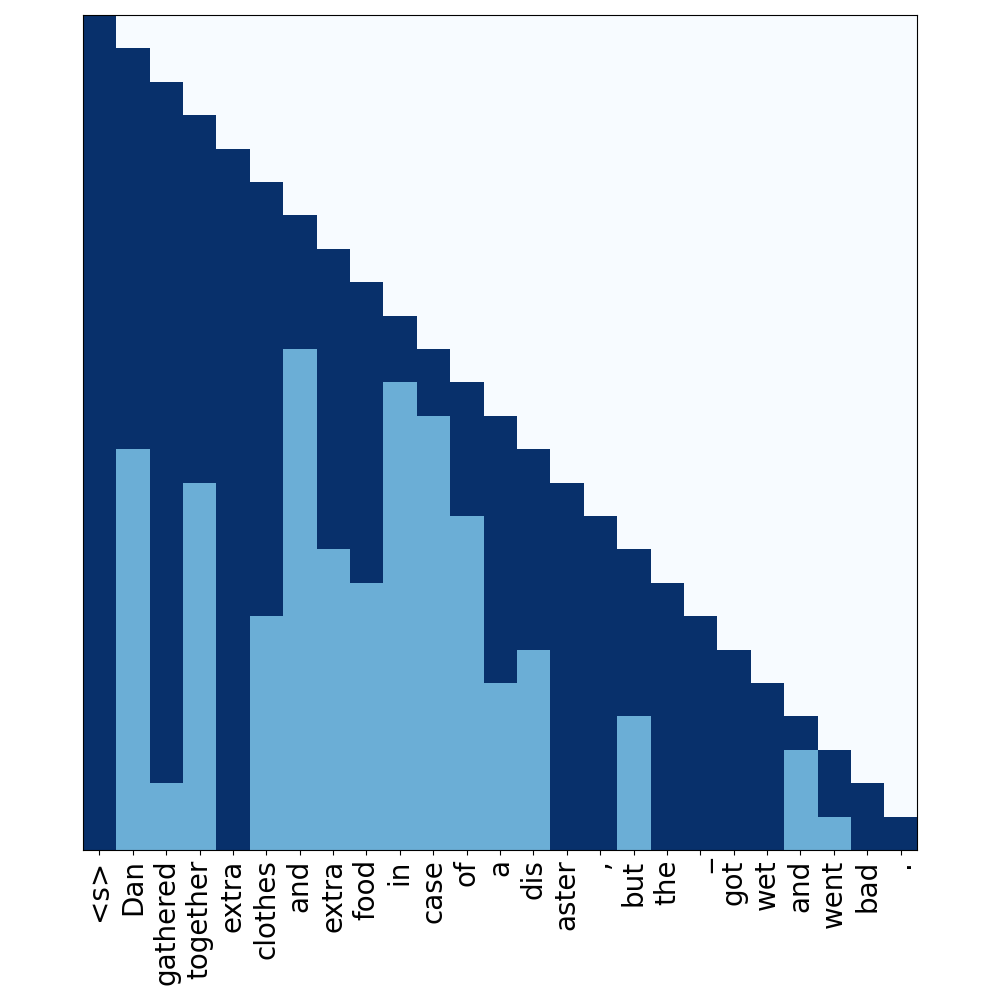 <s> Dan gathered together extra clothes and extra food in case of a dis aster , but the _ got wet and went bad .